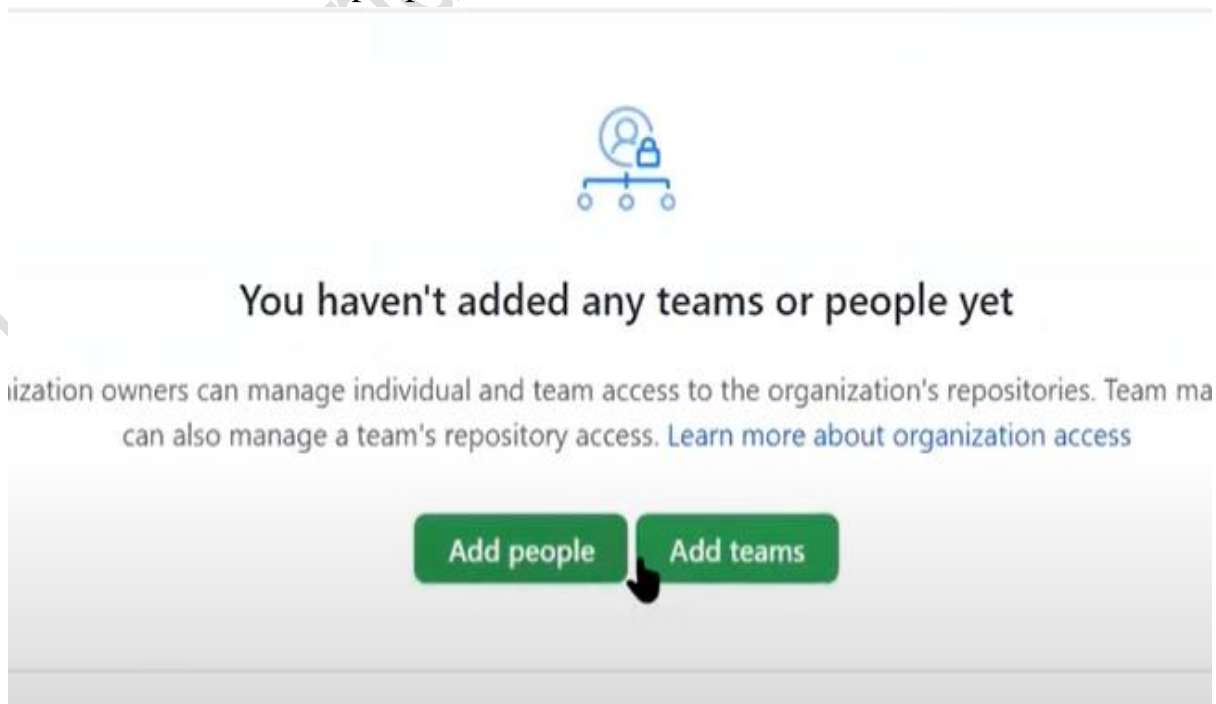 You haven't added any teams or people yet
ization owners can manage individual and team access to the organization's repositories. Team ma
can also manage a team's repository access. Learn more about organization access
Add people Add teams